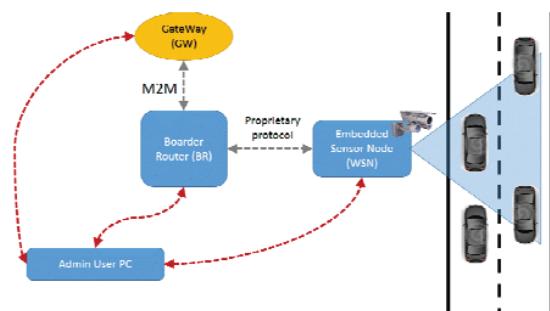 GateWay
(GW)
M2M
Boarder
Router (BR)
Proprietary
protocol
Embedded
Sensor Node
(WSN)
Admin User PC